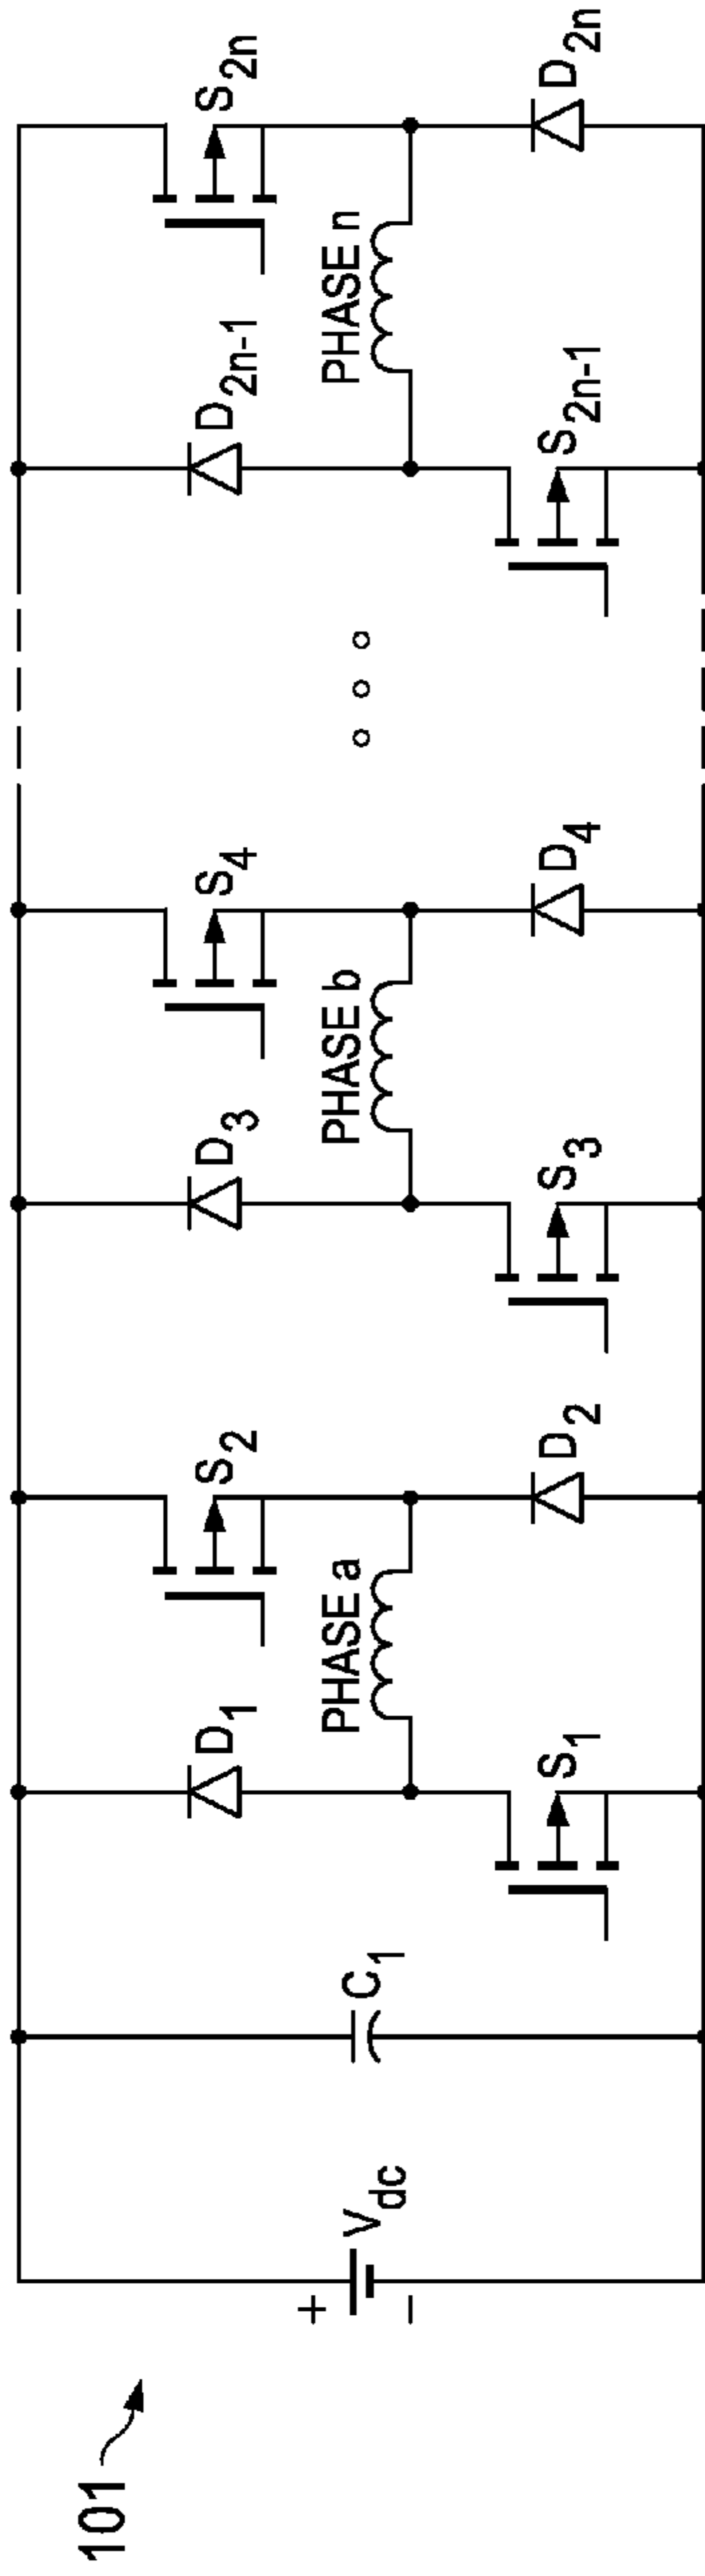 101
+
V_dc
−
C_1
D_1
S_1
PHASE a
S_2
D_2
D_3
S_3
PHASE b
S_4
D_4
D_2n-1
S_2n-1
PHASE n
S_2n
D_2n